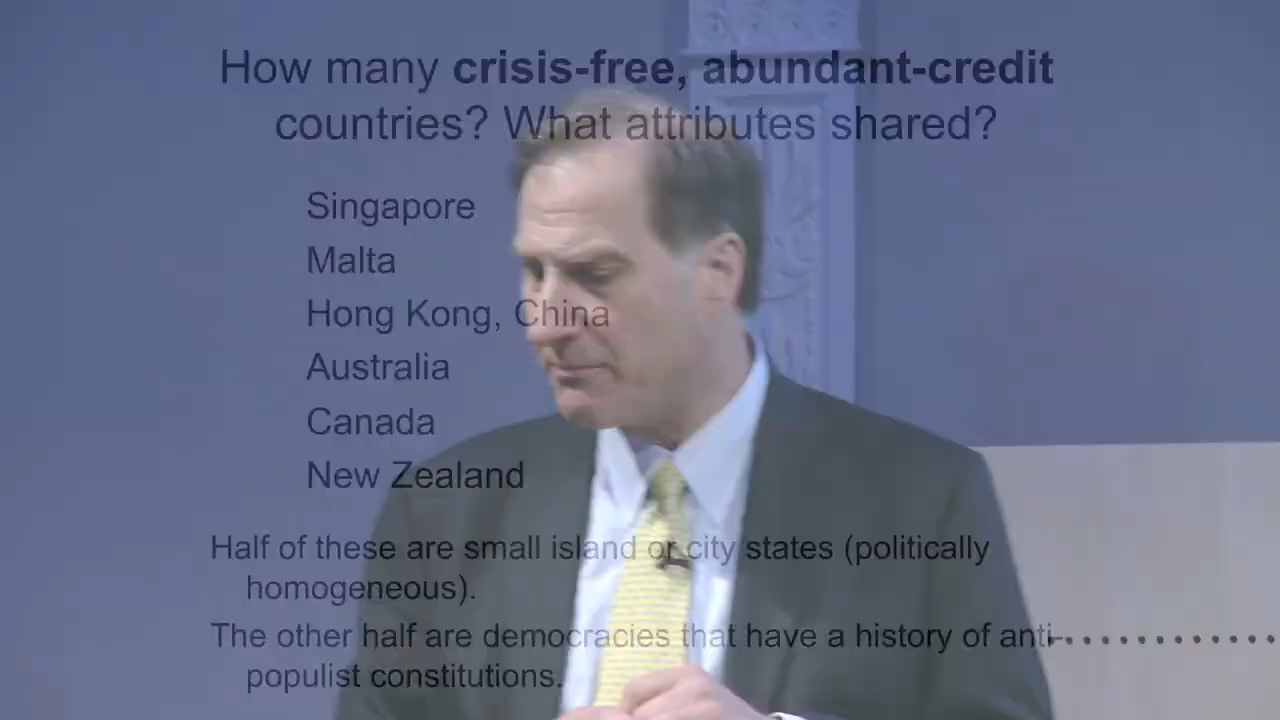 How many crisis-free, abundant-credit
countries? What attributes shared?
Singapore
Malta
Hong Kong, China
Australia
Canada
New Zealand
Half of these are small island or city states (politically
homogeneous).
The other half are democracies that have a history of anti-
populist constitutions.